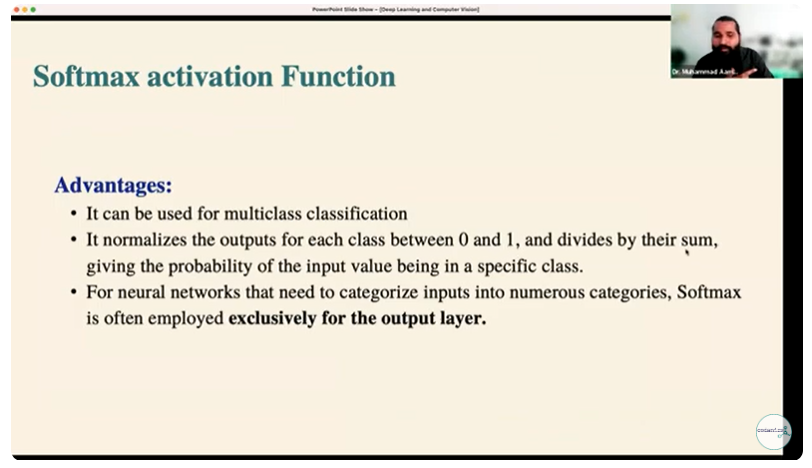 PowerPoint Slide Show - [Deep Learning and Computer Vision]
Dr. Muhammad
Softmax activation Function
Advantages:
• It can be used for multiclass classification
• It normalizes the outputs for each class between 0 and 1, and divides by their sum,
giving the probability of the input value being in a specific class.
• For neural networks that need to categorize inputs into numerous categories, Softmax
is often employed exclusively for the output layer.